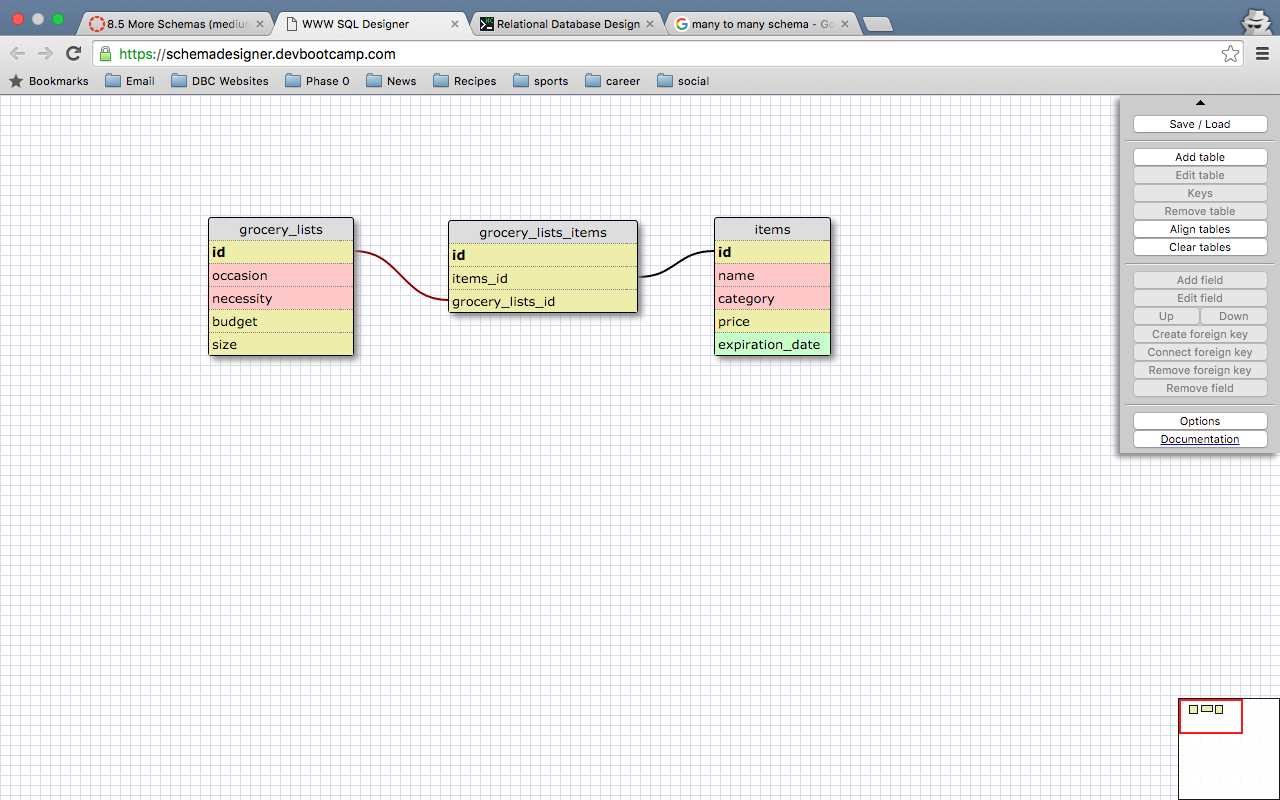 8.5 More Schemas (medium
WWW SQL Designer
Relational Database Design
many to many schema - Go
https://schemadesigner.devbootcamp.com
Bookmarks Email DBC Websites Phase 0 News Recipes sports career social
Save / Load
Add table
Edit table
Keys
Remove table
Align tables
Clear tables
Add field
Edit field
Up Down
Create foreign key
Connect foreign key
Remove foreign key
Remove field
Options
Documentation
grocery_lists
id
occasion
necessity
budget
size
grocery_lists_items
id
items_id
grocery_lists_id
items
id
name
category
price
expiration_date